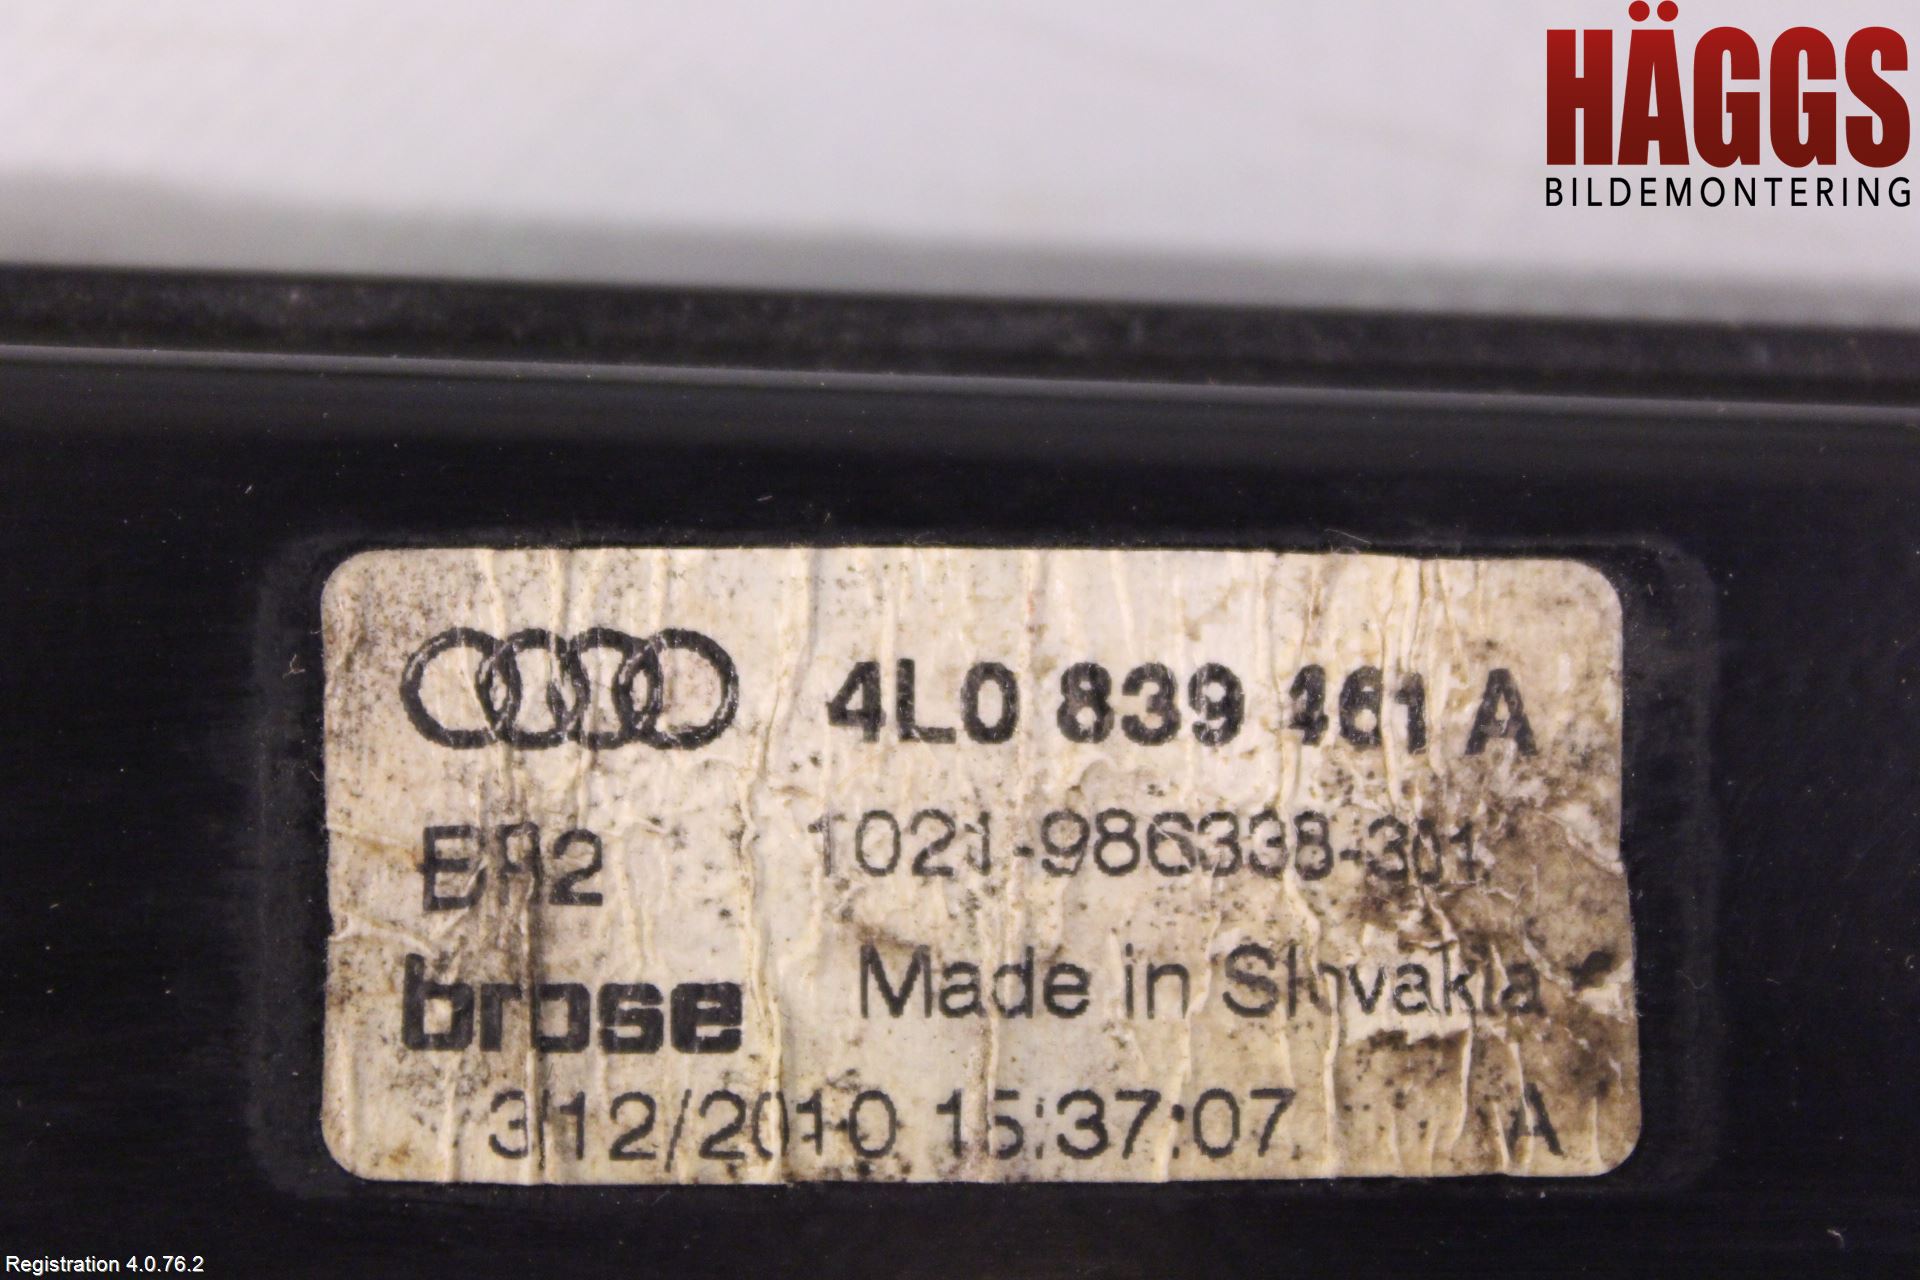 HÄGGS
BILDEMONTERING
4L0 839 461 A
1021-986338-301
brose
Made in Slovakia
3/12/2010 15:37:07 A
Registration 4.0.76.2